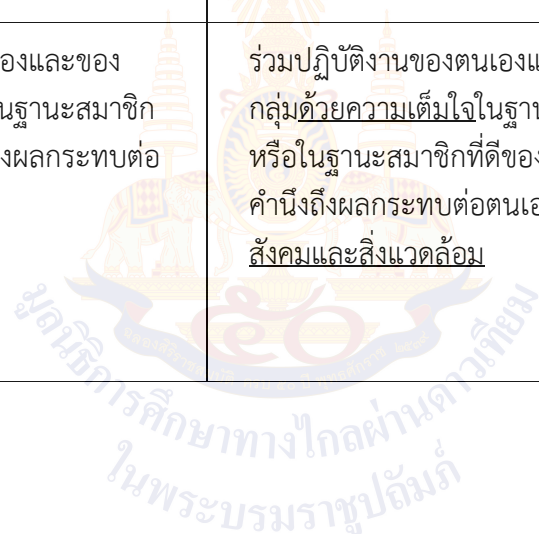 องและของ
นฐานะสมาชิก
งผลกระทบต่อ
ร่วมปฏิบัติงานของตนเองแ
กลุ่มด้วยความเต็มใจในฐาน
หรือในฐานะสมาชิกที่ดีของ
คำนึงถึงผลกระทบต่อตนเอ
สังคมและสิ่งแวดล้อม
มูลนิธิการศึกษาทางไกลผ่านดาวเทียม
ในพระบรมราชูปถัมภ์